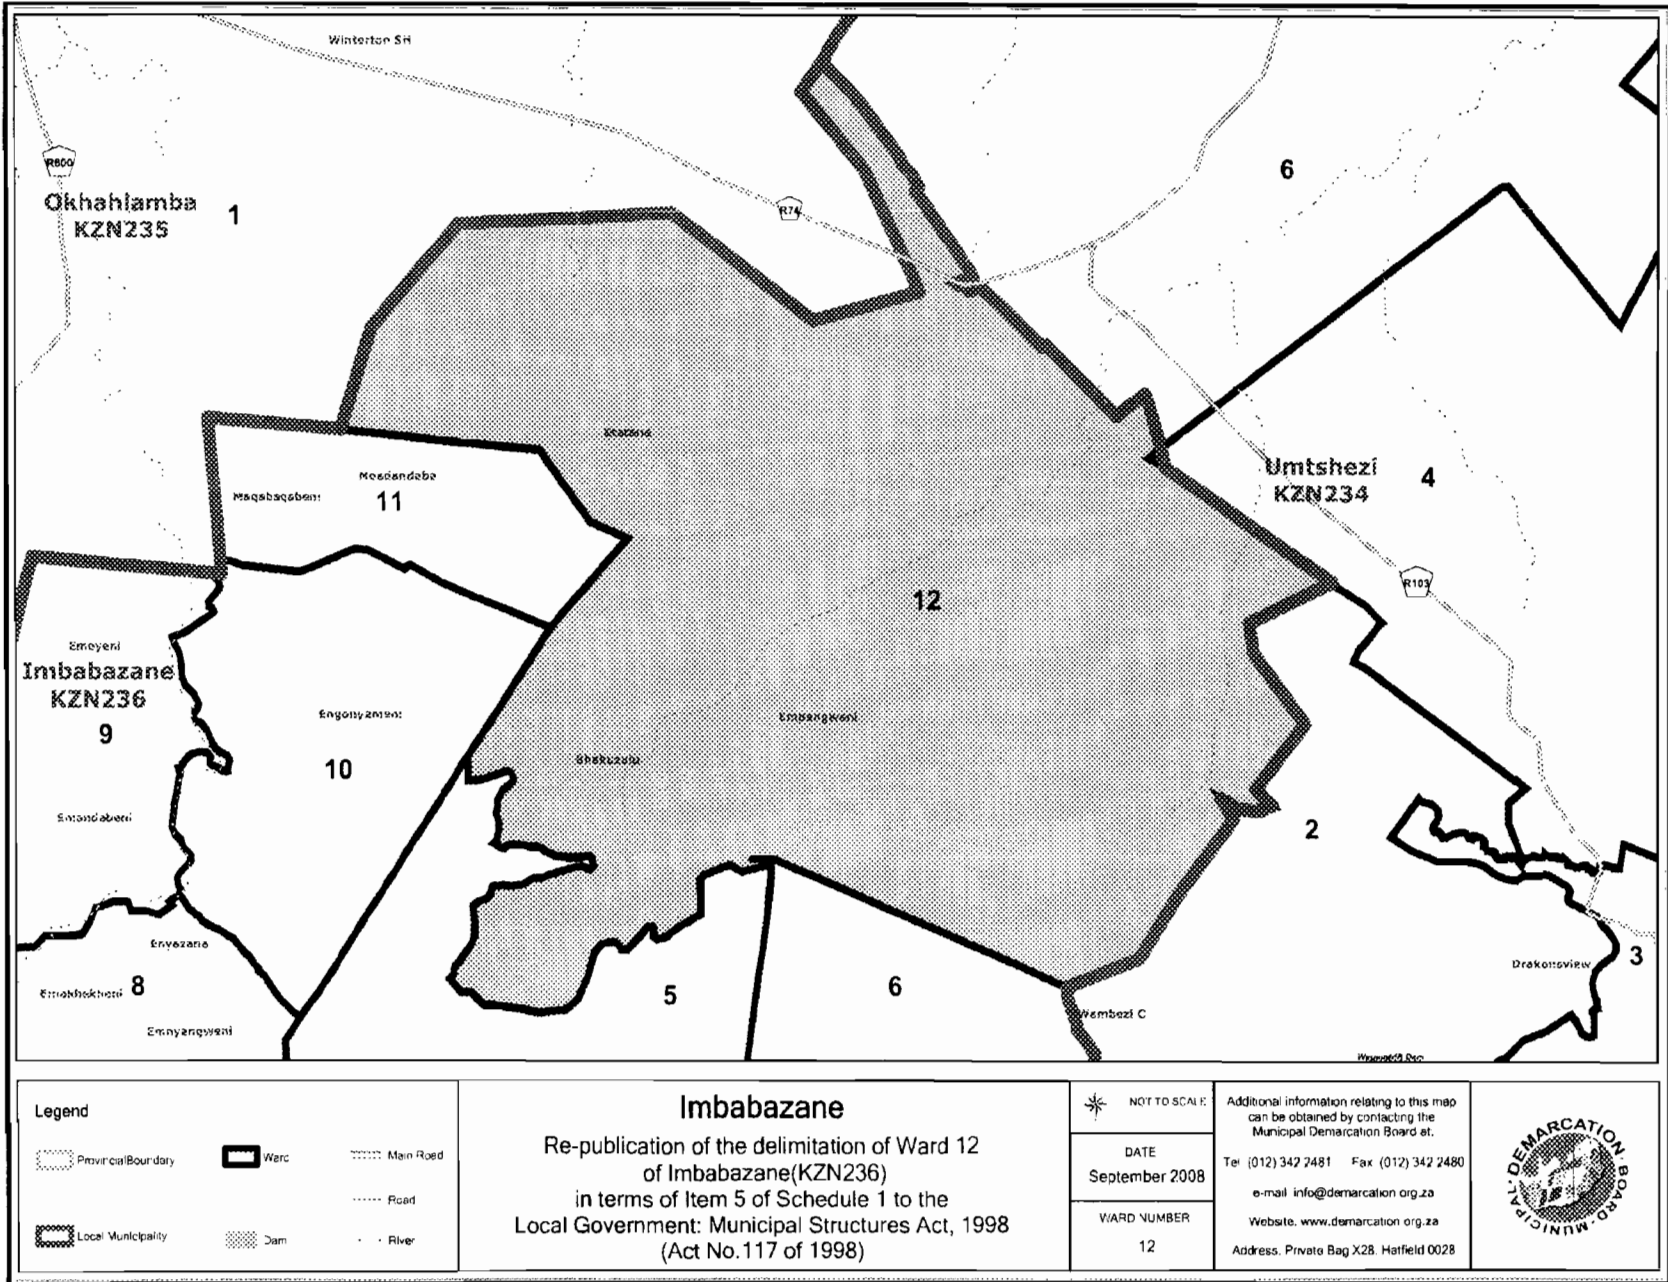 Winterton SH
R600
6
Okhahlamba
KZN235
1
R74
Umtshezi
KZN234
4
Maqabaqabeni
11
R103
12
Emoyeni
Imbabazane
KZN236
9
Engonyameni
Embangweni
10
Bhekuzulu
Emandabeni
2
Enyezane
8
5
6
Wembezi C
Drakensview
3
Emnyangweni
Legend
ProvincialBoundary
Ward
Main Road
Road
Local Municipality
Dam
River
Imbabazane
Re-publication of the delimitation of Ward 12
of Imbabazane(KZN236)
in terms of Item 5 of Schedule 1 to the
Local Government: Municipal Structures Act, 1998
(Act No.117 of 1998)
NOT TO SCALE
DATE
September 2008
WARD NUMBER
12
Additional information relating to this map
can be obtained by contacting the
Municipal Demarcation Board at.
Tel (012) 342 2481 Fax (012) 342 2480
e-mail info@demarcation org.za
Website. www.demarcation org.za
Address. Private Bag X28. Hatfield 0028
MUNICIPAL DEMARCATION BOARD